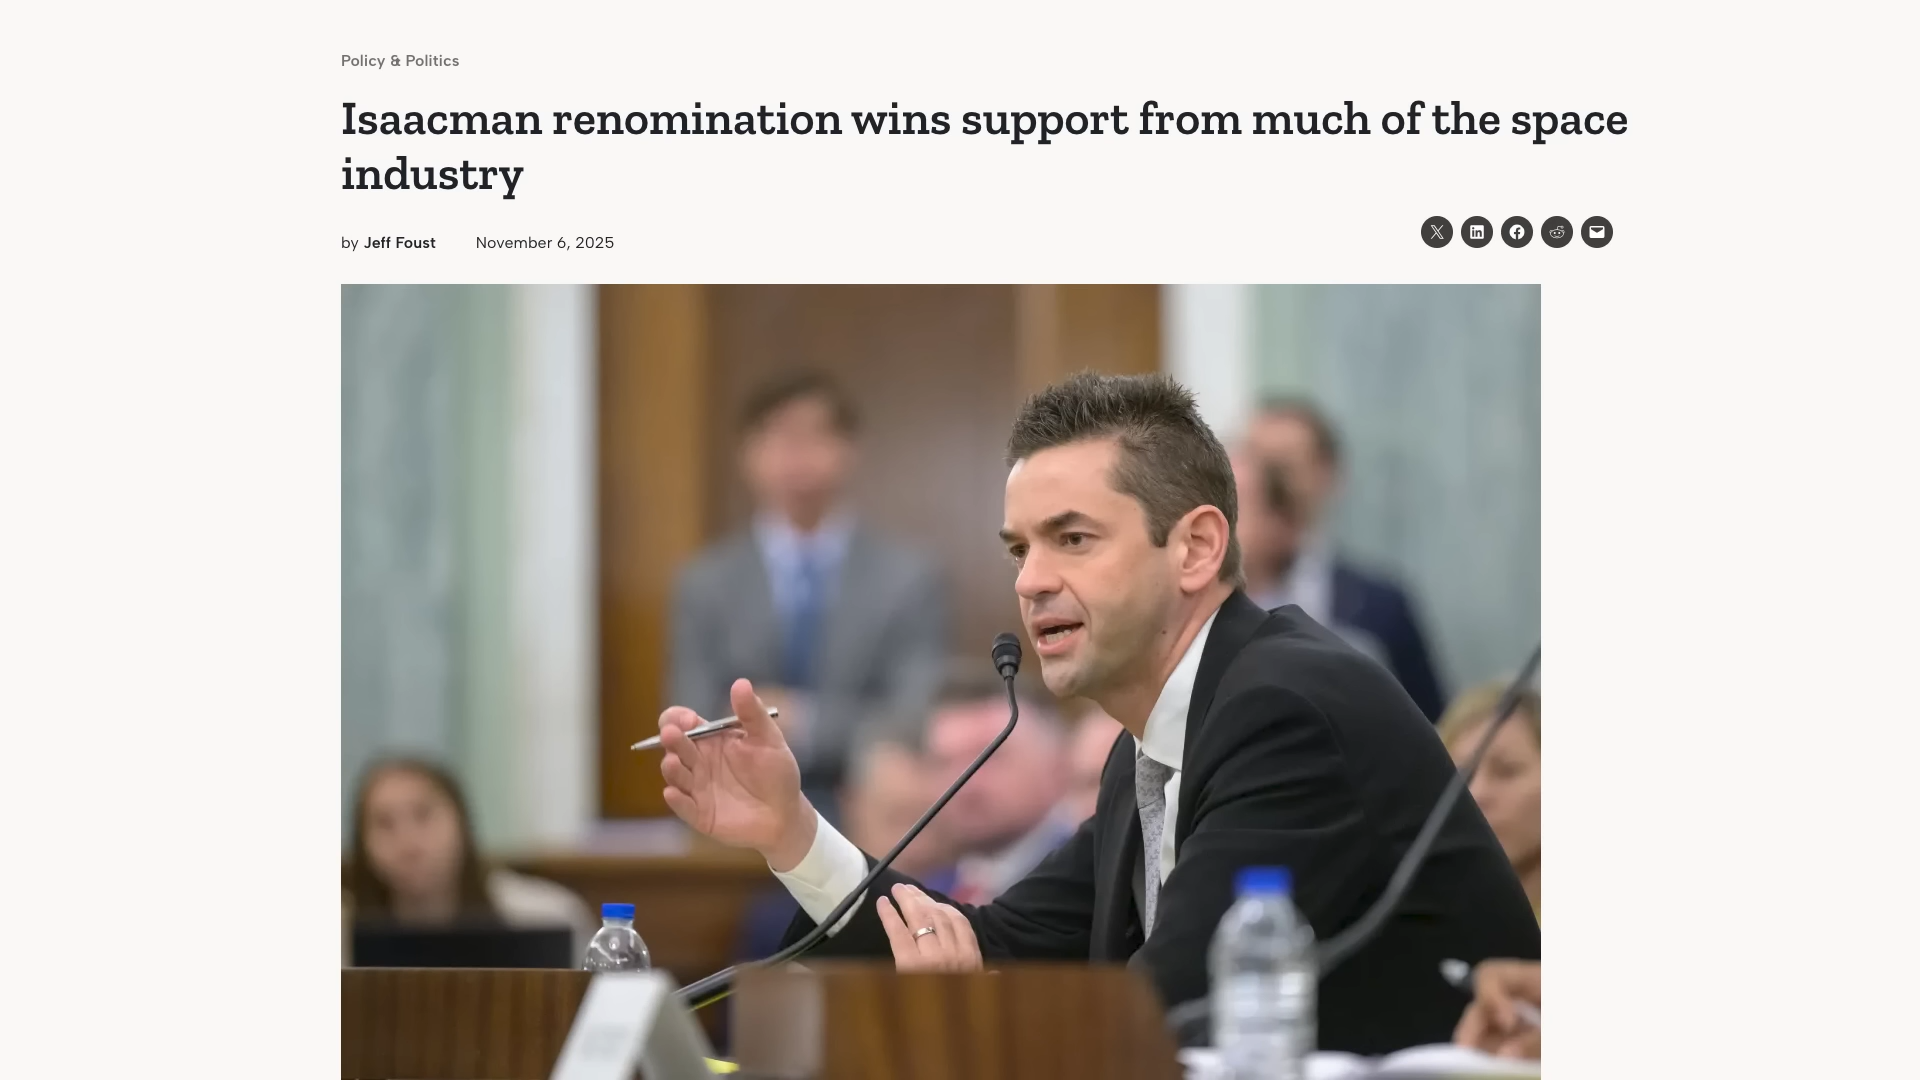 Policy & Politics
Isaacman renomination wins support from much of the space
industry
by Jeff Foust November 6, 2025